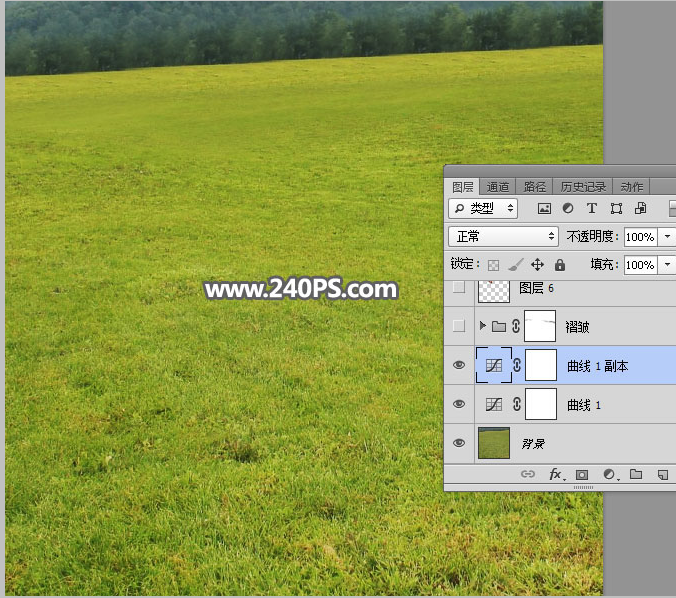 图层 通道 路径 历史记录 动作
类型
正常 不透明度: 100%
锁定: 填充: 100%
图层 6
褶皱
www.240PS.com
曲线 1 副本
曲线 1
背景
fx